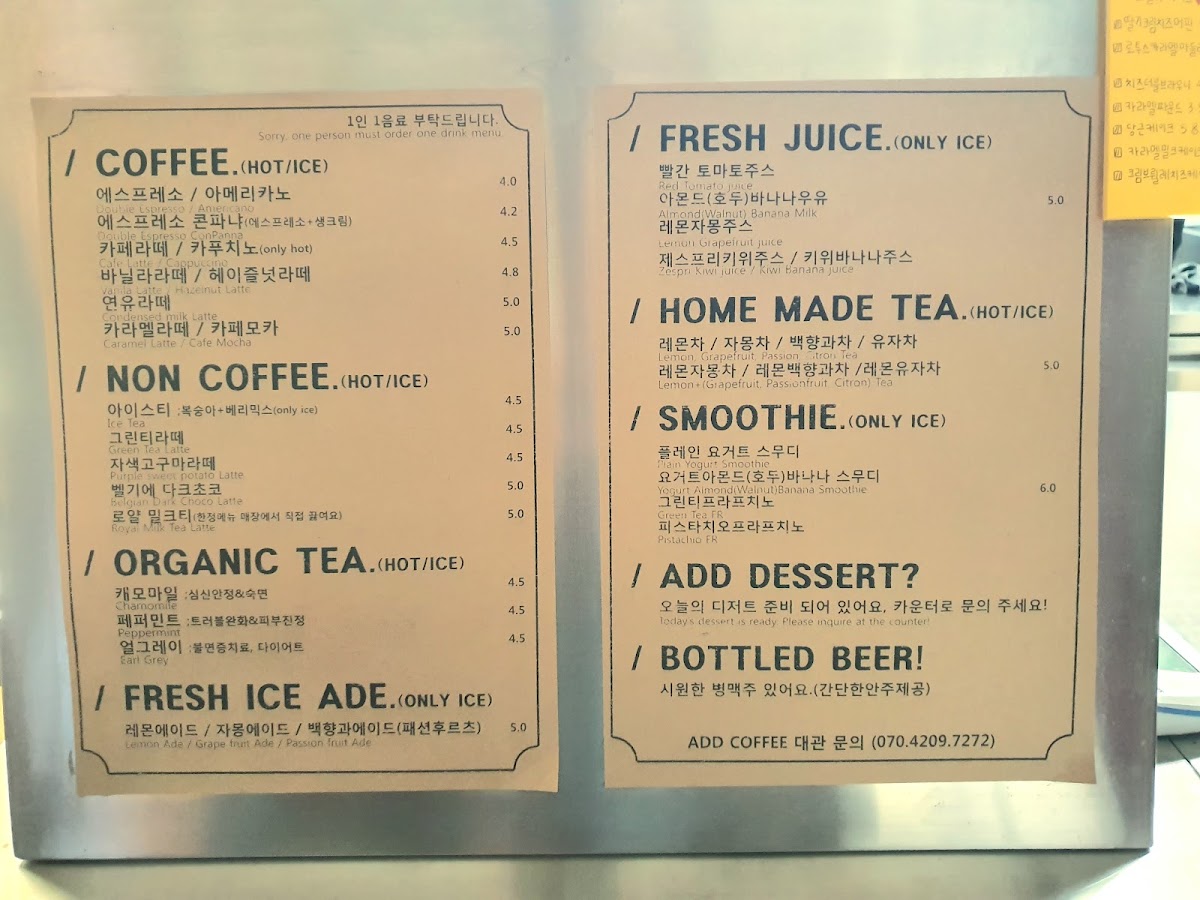 1인 1음료 부탁드립니다.
Sorry, one person must order one drink menu.
/ COFFEE.(HOT/ICE)
에스프레소 / 아메리카노 4.0
Double Espresso / Americano
에스프레소 콘파냐(에스프레소+생크림) 4.2
Double Espresso ConPanna
카페라떼 / 카푸치노(only hot) 4.5
Cafe Latte / Cappuccino
바닐라라떼 / 헤이즐넛라떼 4.8
Vanila Latte / Hazelnut Latte
연유라떼 5.0
Condensed milk Latte
카라멜라떼 / 카페모카 5.0
Caramel Latte / Cafe Mocha
/ NON COFFEE.(HOT/ICE)
아이스티 ;복숭아+베리믹스(only ice) 4.5
Ice Tea
그린티라떼 4.5
Green Tea Latte
자색고구마라떼 4.5
Purple sweet potato Latte
벨기에 다크초코 5.0
Belgian Dark Choco Latte
로얄 밀크티(한정메뉴 매장에서 직접 끓여요) 5.0
Royal Milk Tea Latte
/ ORGANIC TEA.(HOT/ICE)
캐모마일 ;심신안정&숙면 4.5
Chamomile
페퍼민트 ;트러블완화&피부진정 4.5
Peppermint
얼그레이 ;불면증치료, 다이어트 4.5
Earl Grey
/ FRESH ICE ADE.(ONLY ICE)
레몬에이드 / 자몽에이드 / 백향과에이드(패션후르츠) 5.0
Lemon Ade / Grape fruit Ade / Passion fruit Ade
/ FRESH JUICE.(ONLY ICE)
빨간 토마토주스
Red Tomato juice
아몬드(호두)바나나우유 5.0
Almond(Walnut) Banana Milk
레몬자몽주스
Lemon Grapefruit juice
제스프리키위주스 / 키위바나나주스
Zespri Kiwi juice / Kiwi Banana juice
/ HOME MADE TEA.(HOT/ICE)
레몬차 / 자몽차 / 백향과차 / 유자차
Lemon, Grapefruit, Passion, Citron Tea
레몬자몽차 / 레몬백향과차 /레몬유자차 5.0
Lemon+(Grapefruit, Passionfruit, Citron) Tea
/ SMOOTHIE.(ONLY ICE)
플레인 요거트 스무디
Plain Yogurt Smoothie
요거트아몬드(호두)바나나 스무디
Yogurt Almond(Walnut)Banana Smoothie
그린티프라프치노 6.0
Green Tea FR
피스타치오프라프치노
Pistachio FR
/ ADD DESSERT?
오늘의 디저트 준비 되어 있어요, 카운터로 문의 주세요!
Today's dessert is ready. Please inquire at the counter!
/ BOTTLED BEER!
시원한 병맥주 있어요.(간단한안주제공)
ADD COFFEE 대관 문의 (070.4209.7272)
치즈더블브라우니
카라멜파운드 3.
당근케이크 5.8